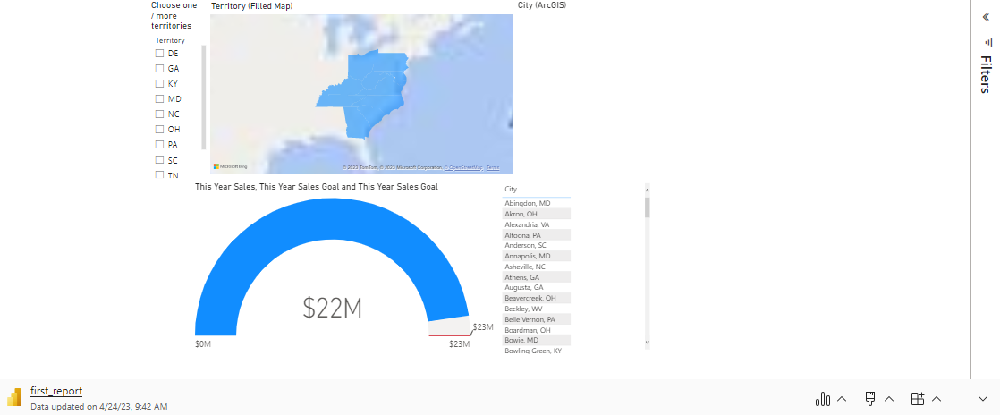 Choose one
/ more
territories
Territory
DE
GA
KY
MD
NC
OH
PA
SC
TN
Territory (Filled Map)
Microsoft Bing
© 2023 TomTom, © 2023 Microsoft Corporation, © OpenStreetMap Terms
City (ArcGIS)
Filters
This Year Sales, This Year Sales Goal and This Year Sales Goal
$22M
$0M
$23M
$23M
City
Abingdon, MD
Akron, OH
Alexandria, VA
Altoona, PA
Anderson, SC
Annapolis, MD
Asheville, NC
Athens, GA
Augusta, GA
Beavercreek, OH
Beckley, WV
Belle Vernon, PA
Boardman, OH
Bowie, MD
Bowling Green, KY
first_report
Data updated on 4/24/23, 9:42 AM